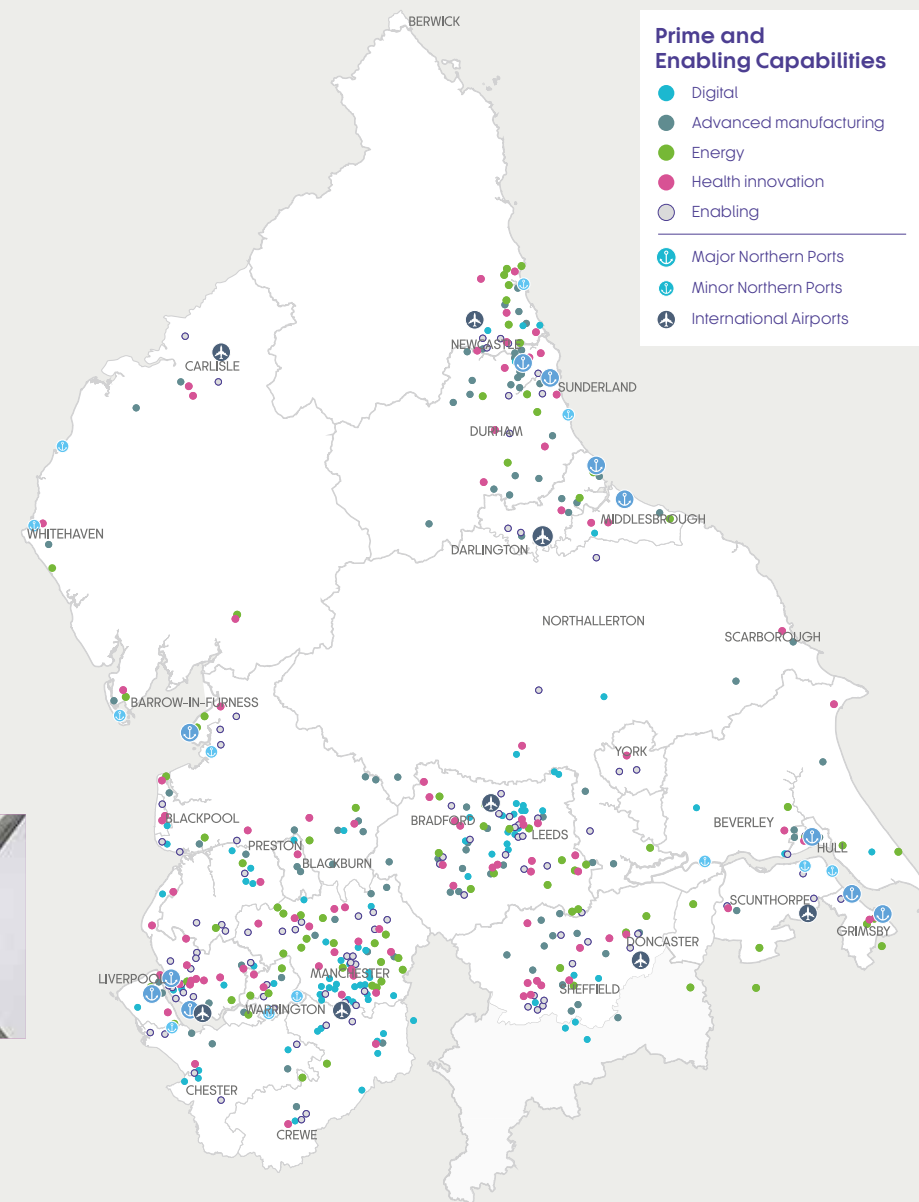 BERWICK
Prime and
Enabling Capabilities
Digital
Advanced manufacturing
Energy
Health innovation
Enabling
Major Northern Ports
Minor Northern Ports
International Airports
NEWCASTLE
CARLISLE
SUNDERLAND
DURHAM
WHITEHAVEN
MIDDLESBROUGH
DARLINGTON
NORTHALLERTON
SCARBOROUGH
BARROW-IN-FURNESS
YORK
BLACKPOOL
BRADFORD
LEEDS
BEVERLEY
PRESTON
HULL
BLACKBURN
SCUNTHORPE
GRIMSBY
DONCASTER
LIVERPOOL
MANCHESTER
SHEFFIELD
WARRINGTON
CHESTER
CREWE